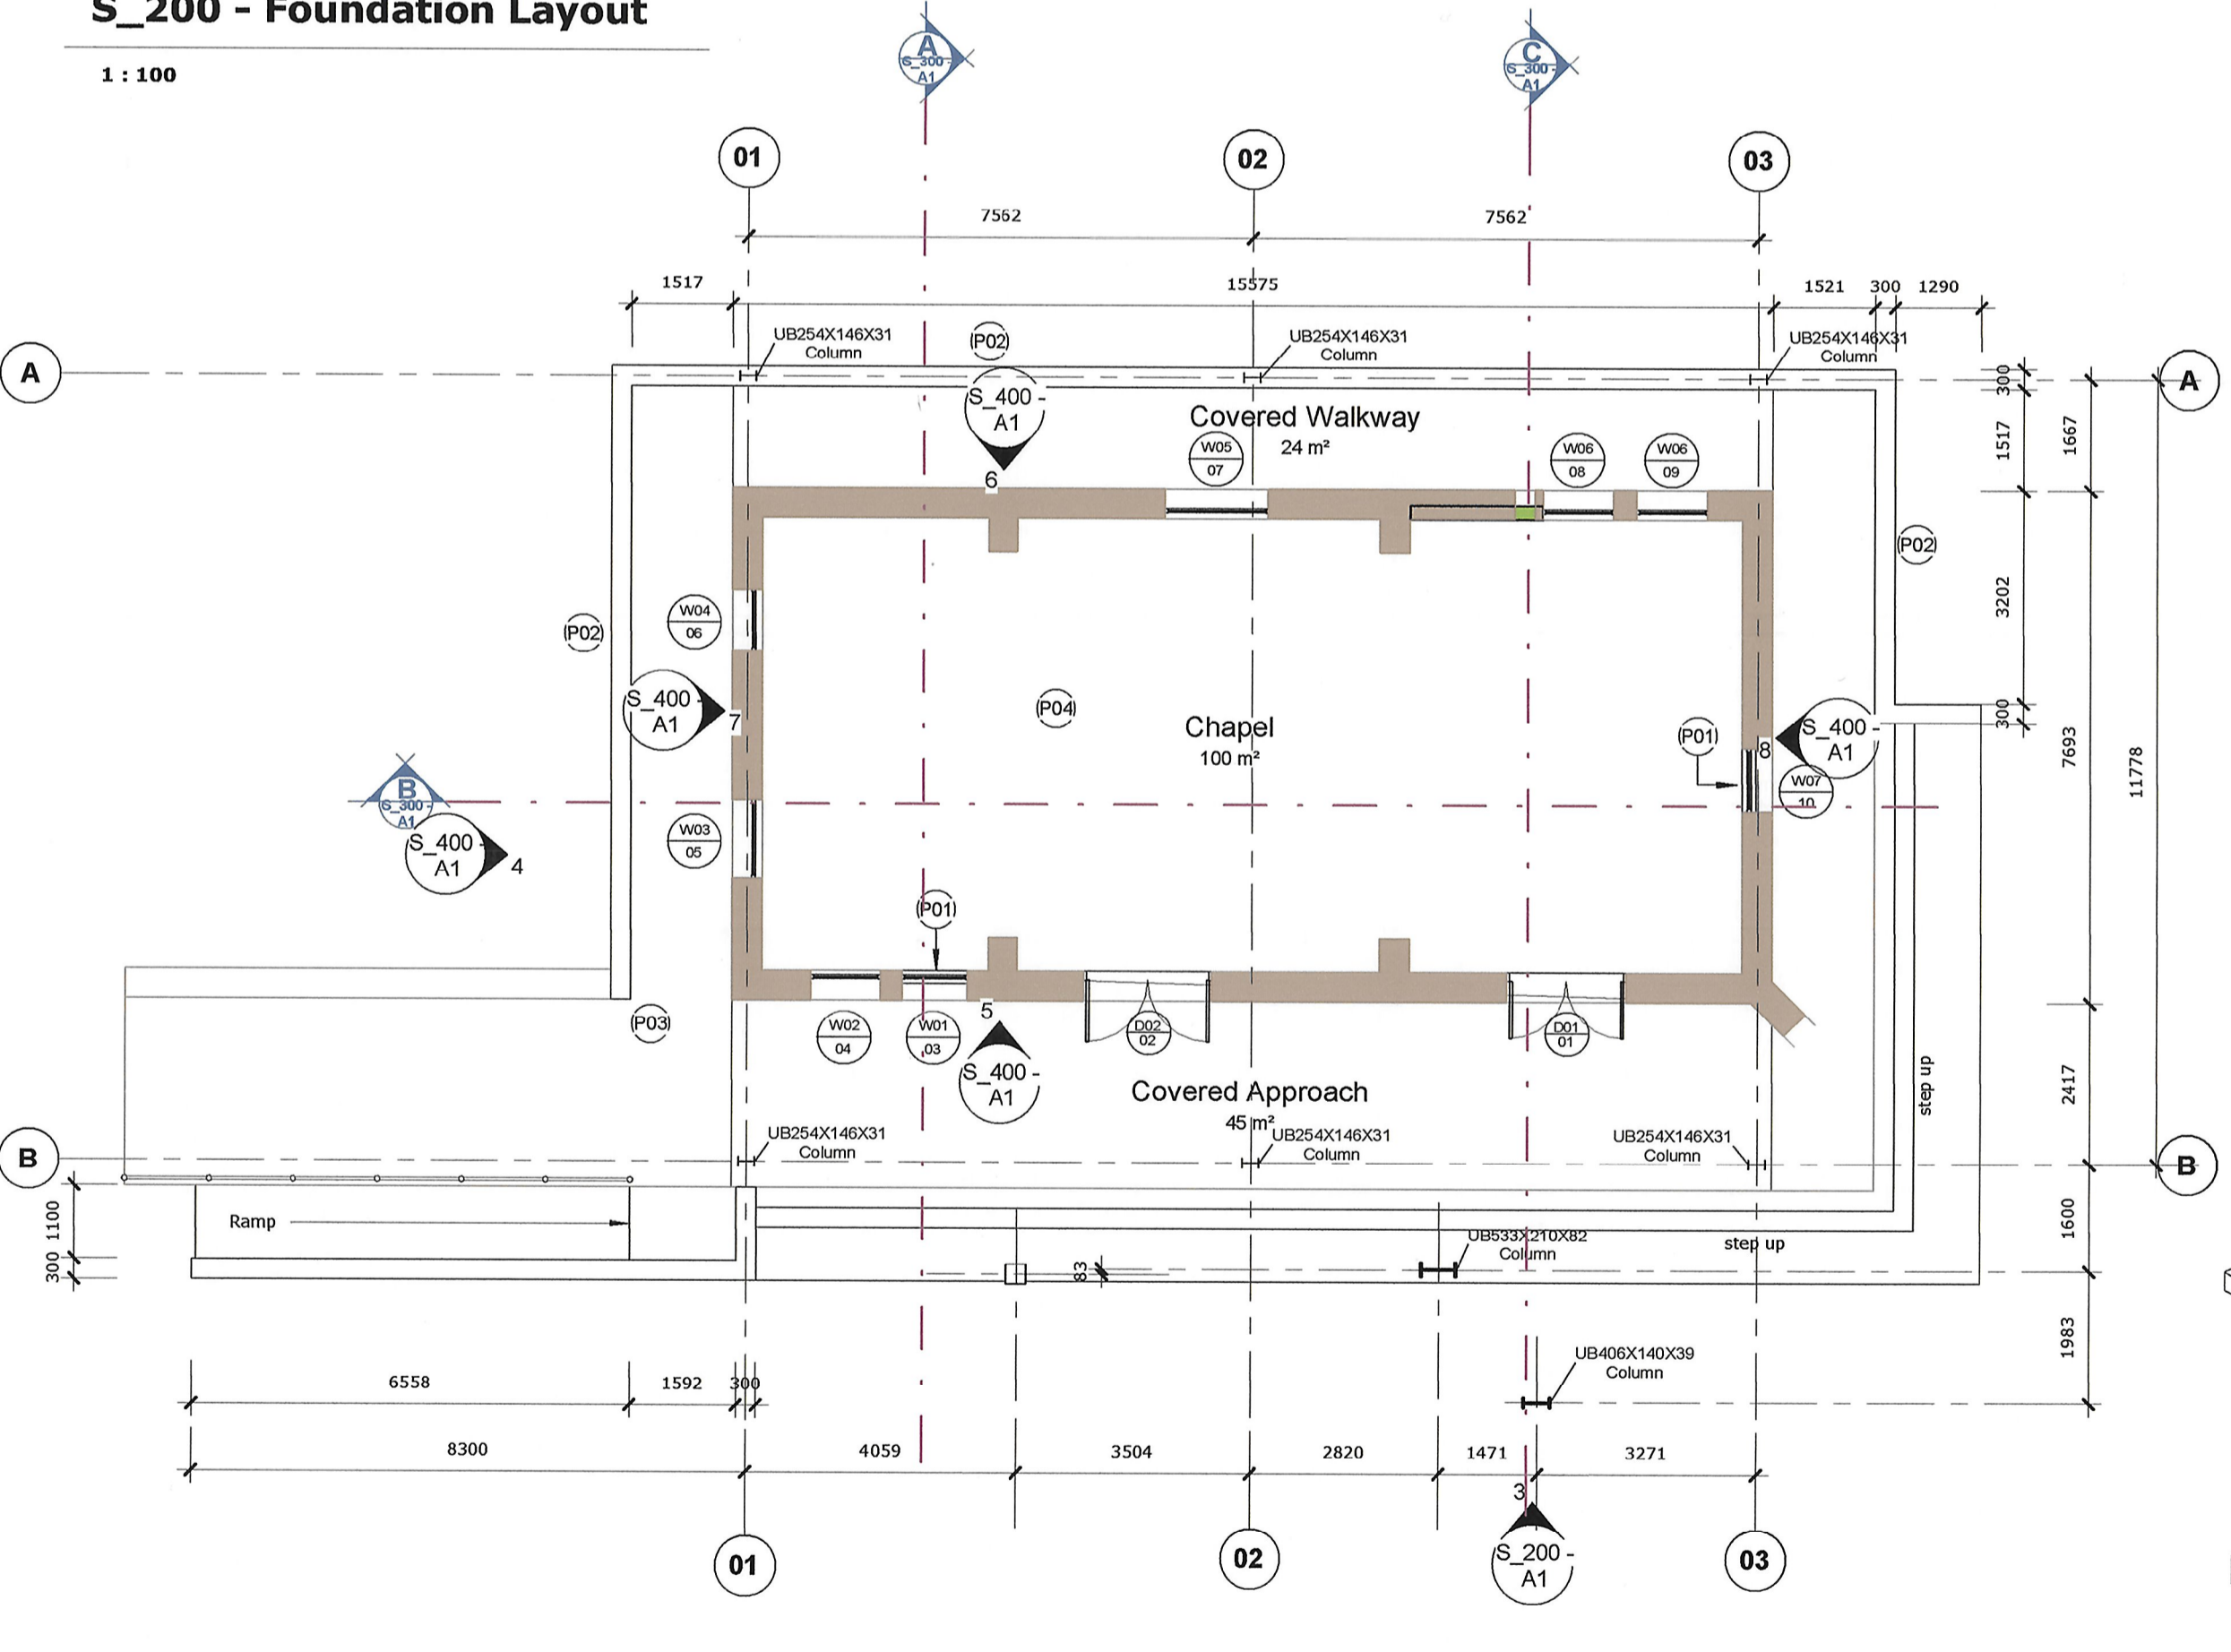 S_200 - Foundation Layout
1 : 100
A
S_300 -
A1
C
S_300 -
A1
01
02
03
7562
7562
1517
15575
1521
300
1290
UB254X146X31
Column
(P02)
UB254X146X31
Column
UB254X146X31
Column
A
A
S_400 -
A1
6
Covered Walkway
24 m²
W05
07
W06
08
W06
09
300
1517
1667
(P02)
3202
(P02)
W04
06
S_400 -
A1
7
(P04)
Chapel
100 m²
(P01)
8
S_400 -
A1
W07
10
300
7693
11778
B
S_300 -
A1
S_400 -
A1
4
W03
05
(P01)
(P03)
W02
04
W01
03
5
S_400 -
A1
D02
02
D01
01
Covered Approach
45 m²
step up
2417
B
B
UB254X146X31
Column
UB254X146X31
Column
UB254X146X31
Column
1100
300
Ramp
83
UB533X210X82
Column
step up
1600
1983
UB406X140X39
Column
6558
1592
300
8300
4059
3504
2820
1471
3271
3
S_200 -
A1
01
02
03